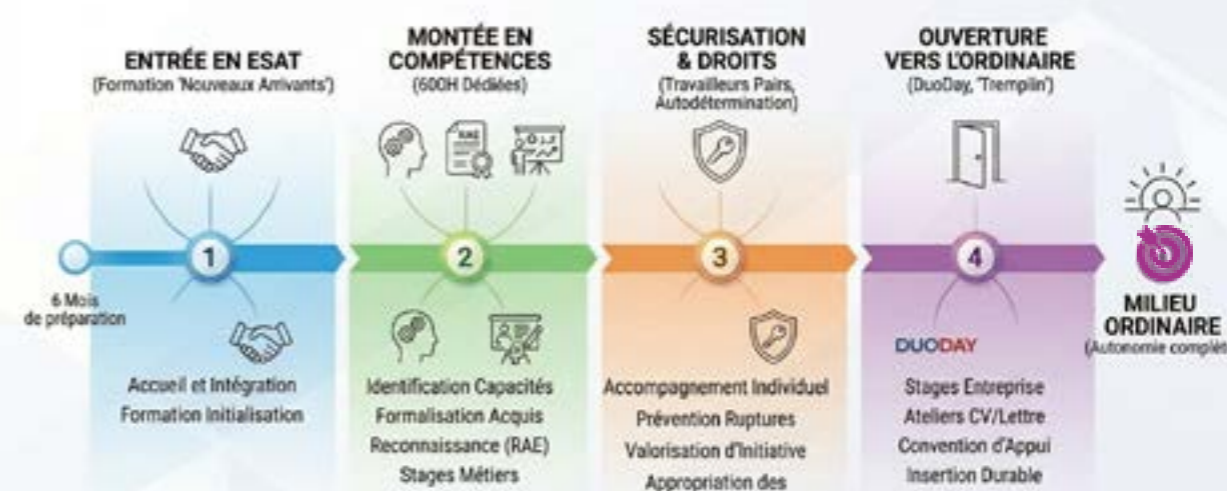 ENTRÉE EN ESAT
(Formation 'Nouveaux Arrivants')
MONTÉE EN
COMPÉTENCES
(600H Dédiées)
SÉCURISATION
& DROITS
(Travailleurs Pairs,
Autodétermination)
OUVERTURE
VERS L'ORDINAIRE
(DuoDay, 'Tremplin')
RAE
1
2
3
4
6 Mois
de préparation
MILIEU
ORDINAIRE
(Autonomie complèt
Accueil et Intégration
Formation Initialisation
Identification Capacités
Formalisation Acquis
Reconnaissance (RAE)
Stages Métiers
Accompagnement Individuel
Prévention Ruptures
Valorisation d'Initiative
Appropriation des
DUODAY
Stages Entreprise
Ateliers CV/Lettre
Convention d'Appui
Insertion Durable